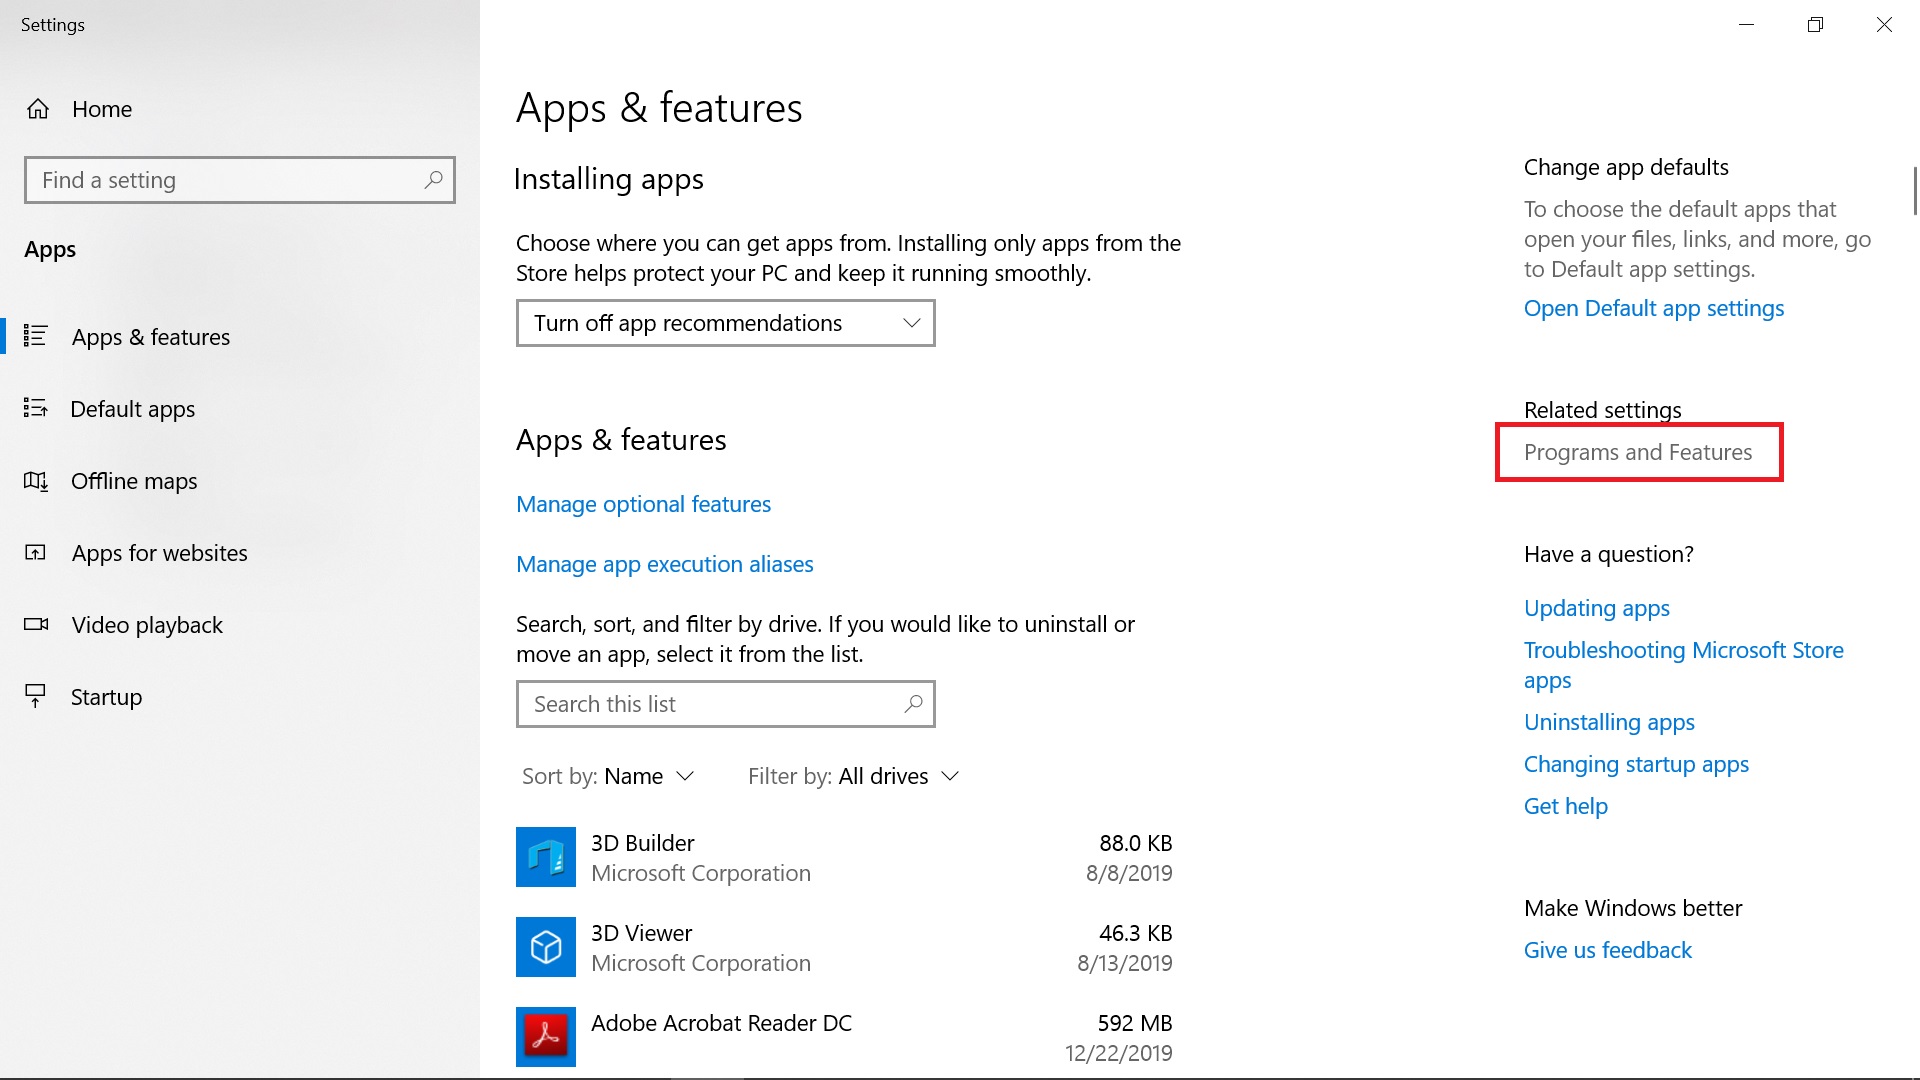 Settings
Home
Find a setting
Apps
Apps & features
Default apps
Offline maps
Apps for websites
Video playback
Startup
Apps & features
Installing apps
Choose where you can get apps from. Installing only apps from the
Store helps protect your PC and keep it running smoothly.
Turn off app recommendations
Apps & features
Manage optional features
Manage app execution aliases
Search, sort, and filter by drive. If you would like to uninstall or
move an app, select it from the list.
Search this list
Sort by: Name Filter by: All drives
3D Builder 88.0 KB
Microsoft Corporation 8/8/2019
3D Viewer 46.3 KB
Microsoft Corporation 8/13/2019
Adobe Acrobat Reader DC 592 MB
12/22/2019
Change app defaults
To choose the default apps that
open your files, links, and more, go
to Default app settings.
Open Default app settings
Related settings
Programs and Features
Have a question?
Updating apps
Troubleshooting Microsoft Store
apps
Uninstalling apps
Changing startup apps
Get help
Make Windows better
Give us feedback